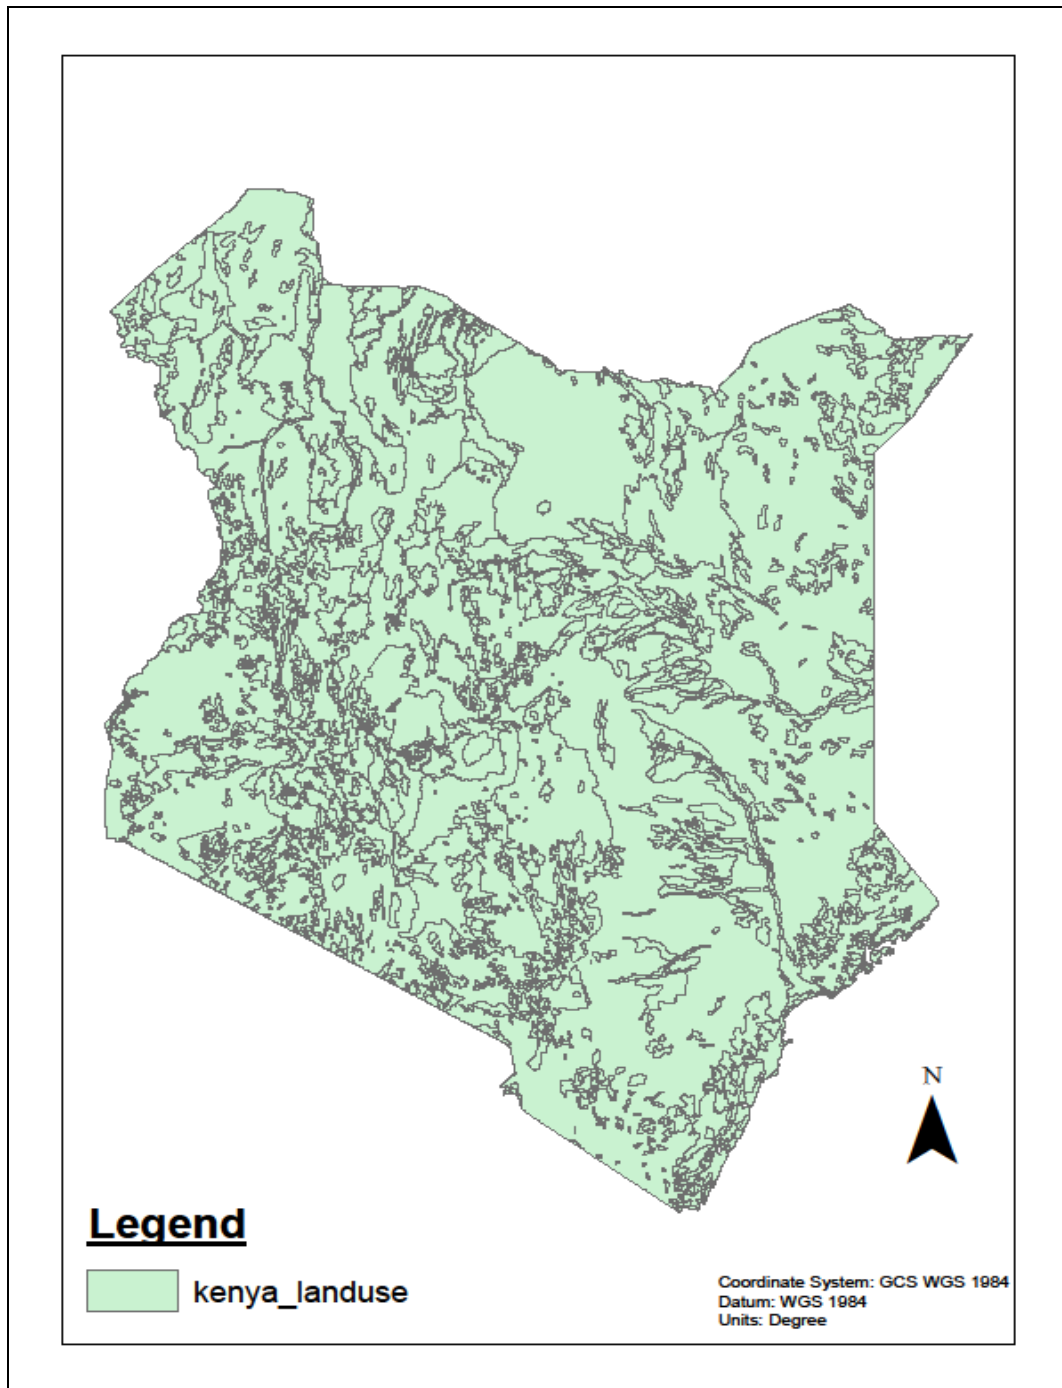 N
Legend
kenya_landuse
Coordinate System: GCS WGS 1984
Datum: WGS 1984
Units: Degree